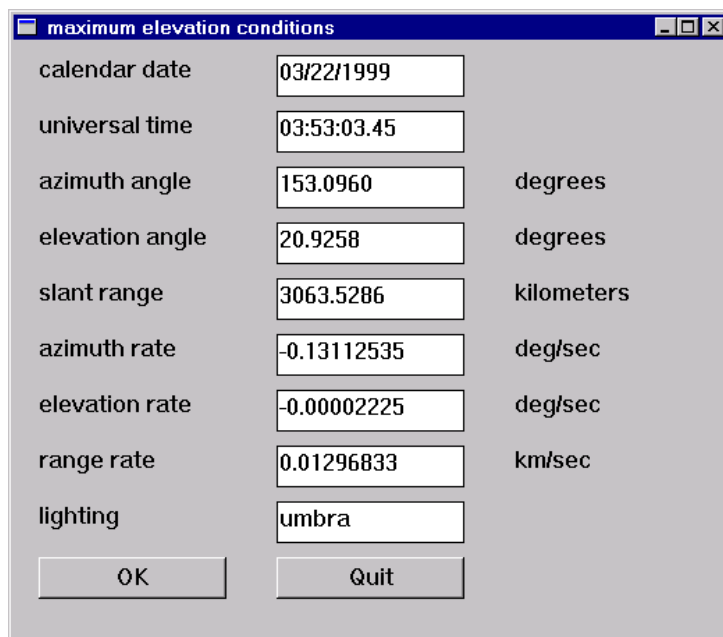 maximum elevation conditions
calendar date 03/22/1999
universal time 03:53:03.45
azimuth angle 153.0960 degrees
elevation angle 20.9258 degrees
slant range 3063.5286 kilometers
azimuth rate -0.13112535 deg/sec
elevation rate -0.00002225 deg/sec
range rate 0.01296833 km/sec
lighting umbra
OK Quit